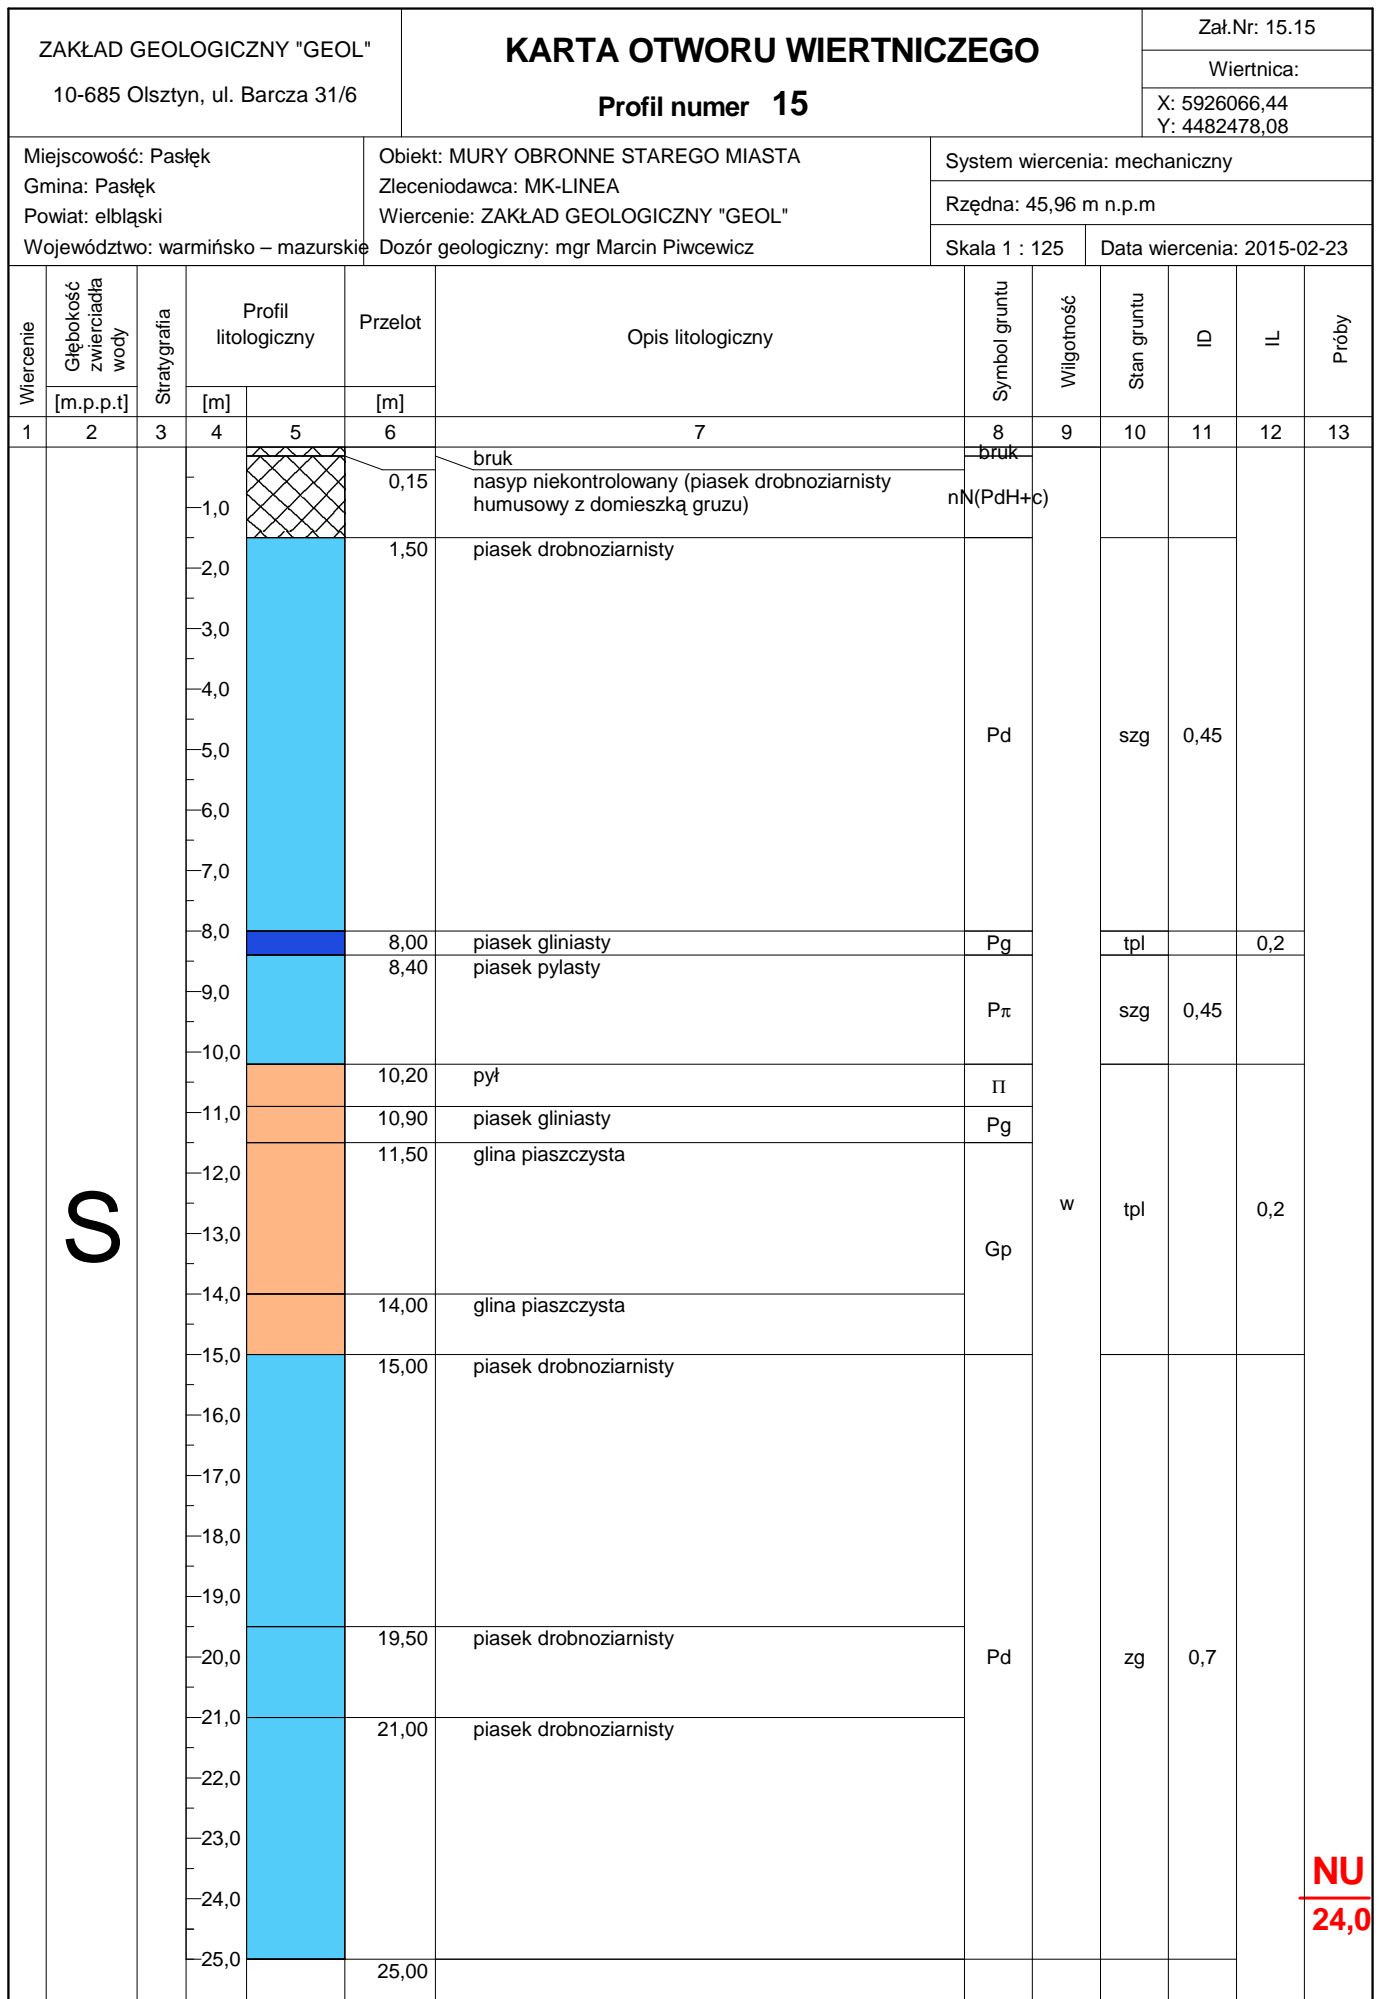 ZAKŁAD GEOLOGICZNY "GEOL"
10-685 Olsztyn, ul. Barcza 31/6
KARTA OTWORU WIERTNICZEGO
Profil numer 15
Zał.Nr: 15.15
Wiertnica:
X: 5926066,44
Y: 4482478,08
Miejscowość: Pasłęk
Gmina: Pasłęk
Powiat: elbląski
Województwo: warmińsko – mazurskie
Obiekt: MURY OBRONNE STAREGO MIASTA
Zleceniodawca: MK-LINEA
Wiercenie: ZAKŁAD GEOLOGICZNY "GEOL"
Dozór geologiczny: mgr Marcin Piwcewicz
System wiercenia: mechaniczny
Rzędna: 45,96 m n.p.m
Skala 1 : 125
Data wiercenia: 2015-02-23
Wiercenie
Głębokość
zwierciadła
wody
[m.p.p.t]
Stratygrafia
Profil
litologiczny
[m]
Przelot
[m]
Opis litologiczny
Symbol gruntu
Wilgotność
Stan gruntu
ID
IL
Próby
1 2 3 4 5 6 7 8 9 10 11 12 13
bruk bruk
0,15 nasyp niekontrolowany (piasek drobnoziarnisty
humusowy z domieszką gruzu) nN(PdH+c)
1,0
1,50 piasek drobnoziarnisty
2,0
3,0
4,0
5,0 Pd szg 0,45
6,0
7,0
8,0
8,00 piasek gliniasty Pg tpl 0,2
8,40 piasek pylasty
9,0
Pπ szg 0,45
10,0
10,20 pył Π
11,0
10,90 piasek gliniasty Pg
11,50 glina piaszczysta
12,0
S
w tpl 0,2
13,0
Gp
14,0
14,00 glina piaszczysta
15,0
15,00 piasek drobnoziarnisty
16,0
17,0
18,0
19,0
19,50 piasek drobnoziarnisty
20,0 Pd zg 0,7
21,0
21,00 piasek drobnoziarnisty
22,0
23,0
NU
24,0
24,0
25,0
25,00